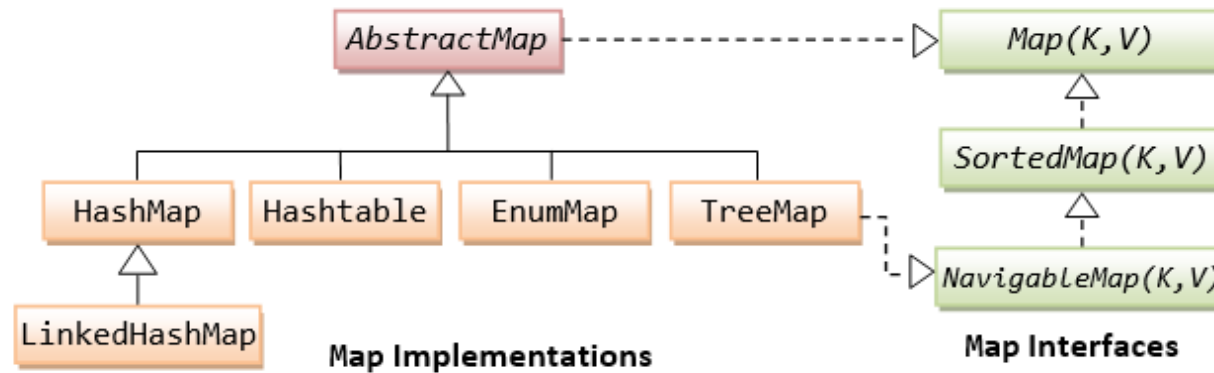 AbstractMap
Map(K,V)
SortedMap(K,V)
HashMap
Hashtable
EnumMap
TreeMap
NavigableMap(K,V)
LinkedHashMap
Map Implementations
Map Interfaces